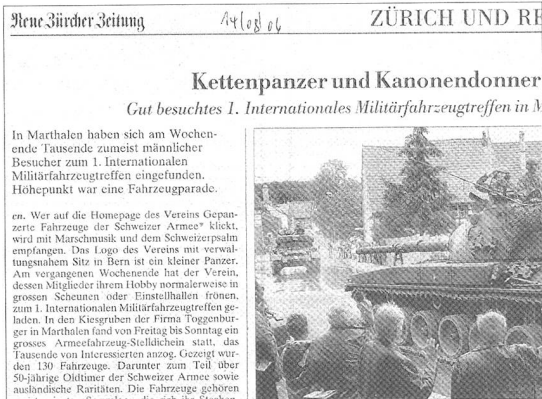 Neue Zürcher Zeitung
14/08/06
ZÜRICH UND RE
Kettenpanzer und Kanonendonner
Gut besuchtes 1. Internationales Militärfahrzeugtreffen in M
In Marthalen haben sich am Wochen-
ende Tausende zumeist männlicher
Besucher zum 1. Internationalen
Militärfahrzeugtreffen eingefunden.
Höhepunkt war eine Fahrzeugparade.
en. Wer auf die Homepage des Vereins Gepan-
zerte Fahrzeuge der Schweizer Armee* klickt,
wird mit Marschmusik und dem Schweizerpsalm
empfangen. Das Logo des Vereins mit verwal-
tungsnahem Sitz in Bern ist ein kleiner Panzer.
Am vergangenen Wochenende hat der Verein,
dessen Mitglieder ihrem Hobby normalerweise in
grossen Scheunen oder Einstellhallen frönen,
zum 1. Internationalen Militärfahrzeugtreffen ge-
laden. In den Kiesgruben der Firma Toggenbur-
ger in Marthalen fand von Freitag bis Sonntag ein
grosses Armeefahrzeug-Stelldichein statt, das
Tausende von Interessierten anzog. Gezeigt wur-
den 130 Fahrzeuge. Darunter zum Teil über
50-jährige Oldtimer der Schweizer Armee sowie
ausländische Raritäten. Die Fahrzeuge gehören